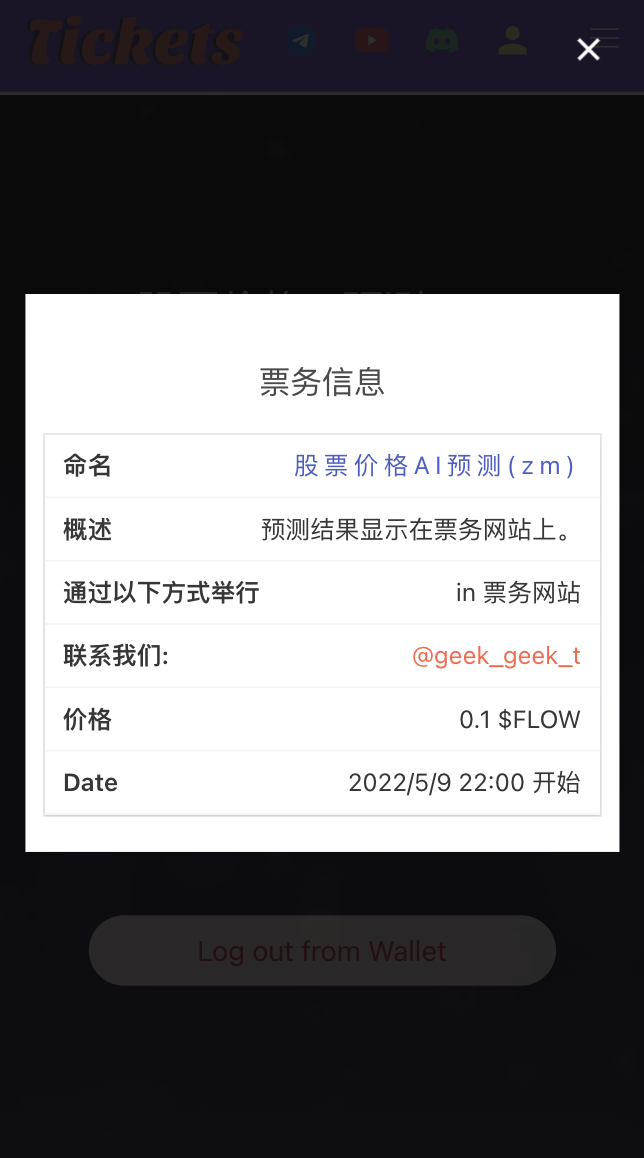 Tickets
票务信息
命名 股票价格AI预测(zm)
概述 预测结果显示在票务网站上。
通过以下方式举行 in 票务网站
联系我们: @geek_geek_t
价格 0.1 $FLOW
Date 2022/5/9 22:00 开始
Log out from Wallet